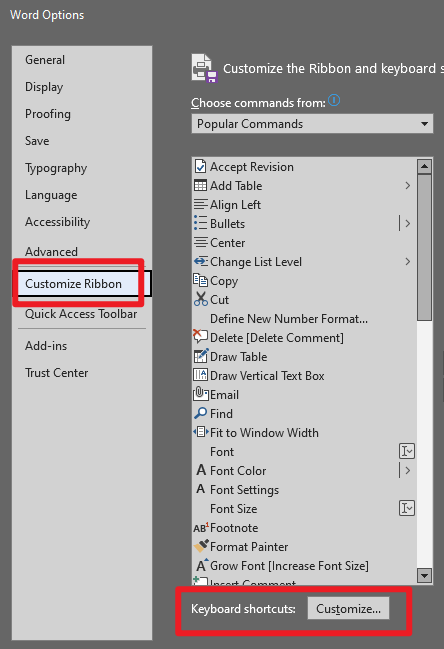 Word Options
General
Display
Proofing
Save
Typography
Language
Accessibility
Advanced
Customize Ribbon
Quick Access Toolbar
Add-ins
Trust Center
Customize the Ribbon and keyboard s
Choose commands from:
Popular Commands
Accept Revision
Add Table
Align Left
Bullets
Center
Change List Level
Copy
Cut
Define New Number Format...
Delete [Delete Comment]
Draw Table
Draw Vertical Text Box
Email
Find
Fit to Window Width
Font
Font Color
Font Settings
Font Size
Footnote
Format Painter
Grow Font [Increase Font Size]
Insert Comment
Keyboard shortcuts: Customize...